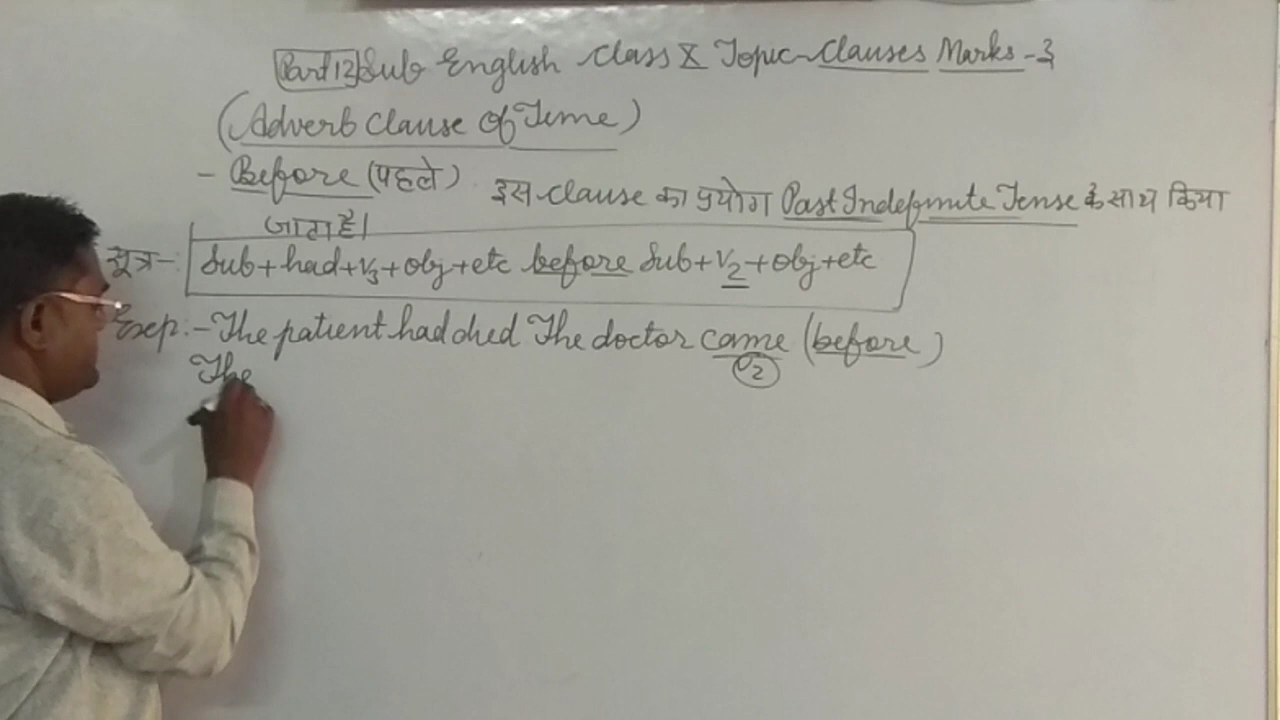 Part 12 Sub English Class X Topic - Clauses Marks - 3
(Adverb Clause Of Time)
- Before (पहले) इस clause का प्रयोग Past Indefinite Tense के साथ किया
जाता है।
सूत्र - Sub + had + V3 + obj + etc before Sub + V2 + obj + etc
Exp: - The patient had died The doctor came (before)
V2
The